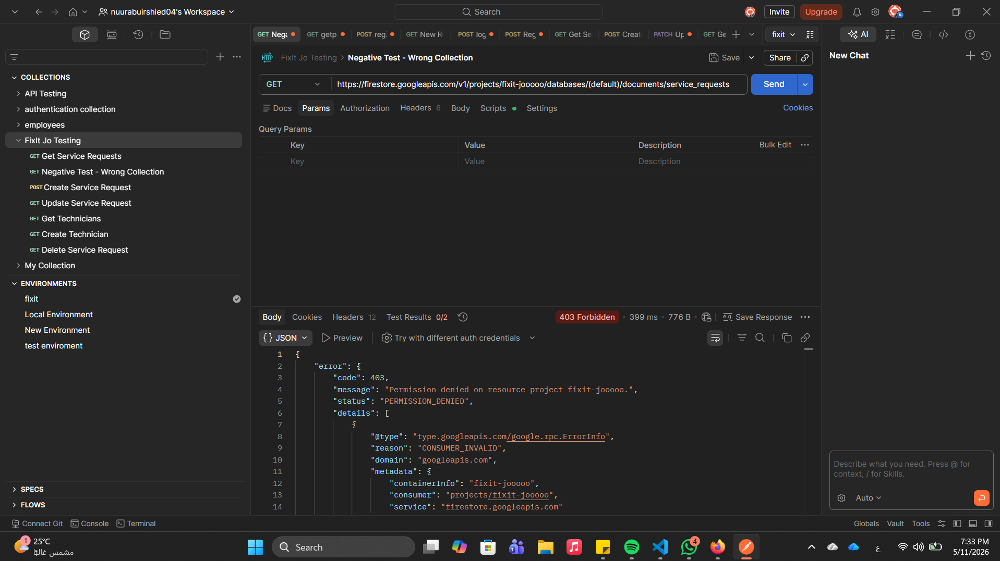 nuurabuirshied04's Workspace
Search
Invite
Upgrade
N
GET Nega
GET getp
POST reg
GET New R
POST log
POST Reg
GET Get Se
POST Creat
PATCH Up
GET Ge
fixit
AI
New Chat
COLLECTIONS
API Testing
authentication collection
employees
FixIt Jo Testing
GET Get Service Requests
GET Negative Test - Wrong Collection
POST Create Service Request
GET Update Service Request
GET Get Technicians
GET Create Technician
GET Delete Service Request
My Collection
ENVIRONMENTS
fixit
Local Environment
New Environment
test enviroment
SPECS
FLOWS
HTTP FixIt Jo Testing > Negative Test - Wrong Collection
Save
Share
GET
https://firestore.googleapis.com/v1/projects/fixit-jooooo/databases/(default)/documents/service_requests
Send
Docs Params Authorization Headers 6 Body Scripts Settings
Cookies
Query Params
Key Value Description Bulk Edit
Key Value Description
Body Cookies Headers 12 Test Results 0/2
403 Forbidden • 399 ms • 776 B
e.g. Save Response
{} JSON
Preview
Try with different auth credentials
1 {
2 "error": {
3 "code": 403,
4 "message": "Permission denied on resource project fixit-jooooo.",
5 "status": "PERMISSION_DENIED",
6 "details": [
7 {
8 "@type": "type.googleapis.com/google.rpc.ErrorInfo",
9 "reason": "CONSUMER_INVALID",
10 "domain": "googleapis.com",
11 "metadata": {
12 "containerInfo": "fixit-jooooo",
13 "consumer": "projects/fixit-jooooo",
14 "service": "firestore.googleapis.com"
Describe what you need. Press @ for
context, / for Skills.
Auto
Connect Git
Console
Terminal
Globals
Vault
Tools
1
25°C
مشمس غالبًا
Search
4
ع
7:33 PM
5/11/2026